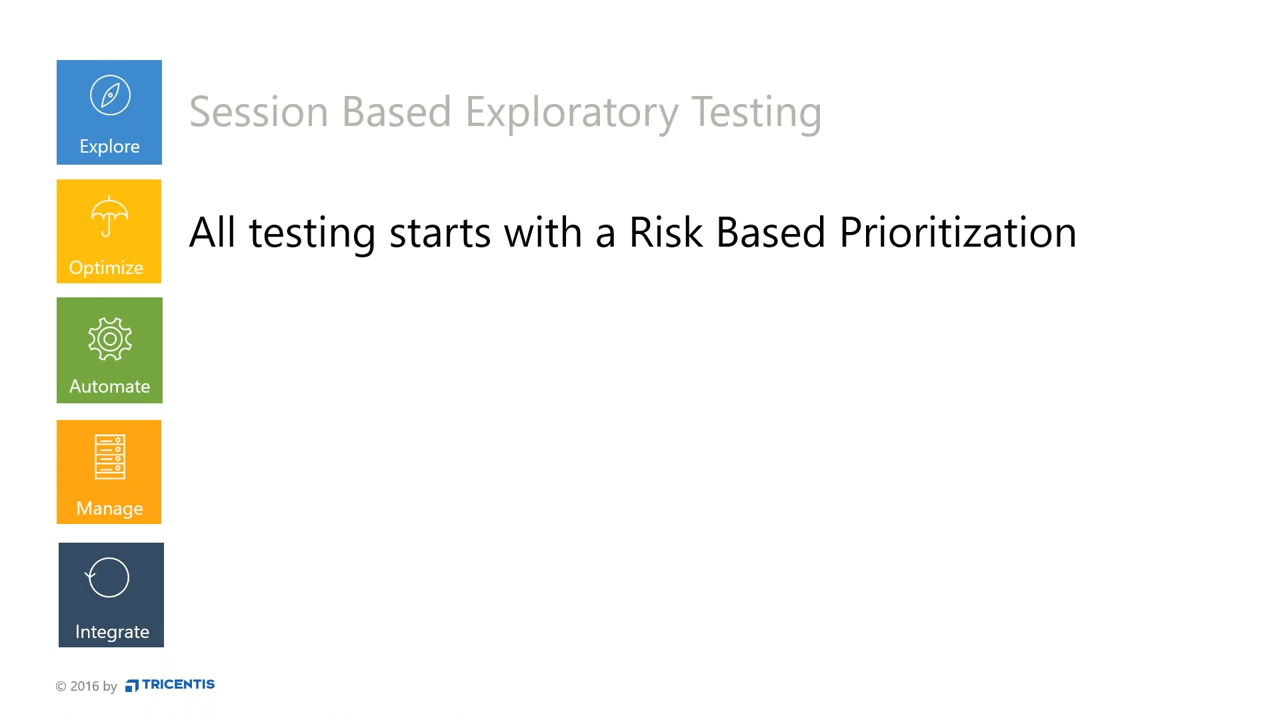 Explore
Session Based Exploratory Testing
Optimize
All testing starts with a Risk Based Prioritization
Automate
Manage
Integrate
© 2016 by TRICENTIS